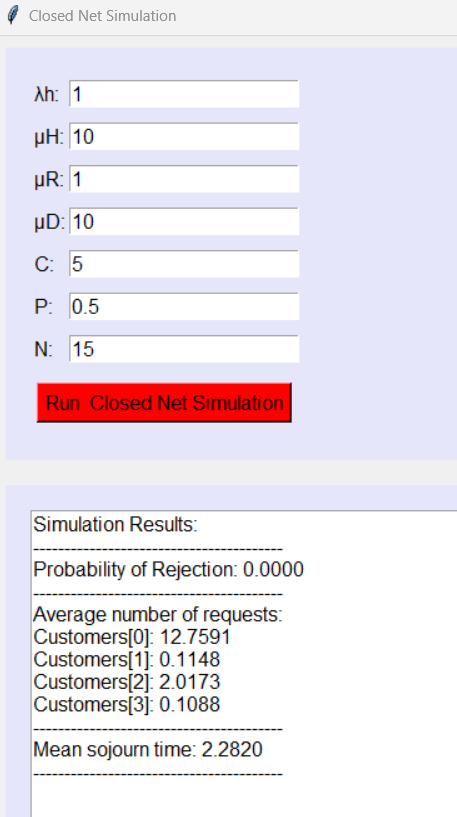 Closed Net Simulation
λh: 1
µH: 10
µR: 1
µD: 10
C: 5
P: 0.5
N: 15
Run  Closed Net Simulation
Simulation Results:
----------------------------------------
Probability of Rejection: 0.0000
----------------------------------------
Average number of requests:
Customers[0]: 12.7591
Customers[1]: 0.1148
Customers[2]: 2.0173
Customers[3]: 0.1088
----------------------------------------
Mean sojourn time: 2.2820
----------------------------------------